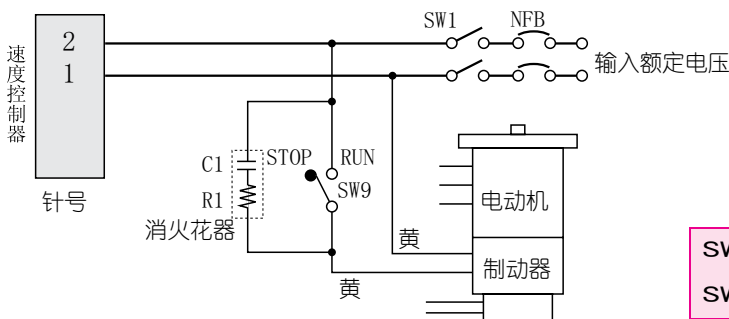 速度控制器
2
1
针号
SW1
NFB
输入额定电压
C1
R1
STOP
RUN
SW9
消火花器
黄
黄
电动机
制动器
SW
SW